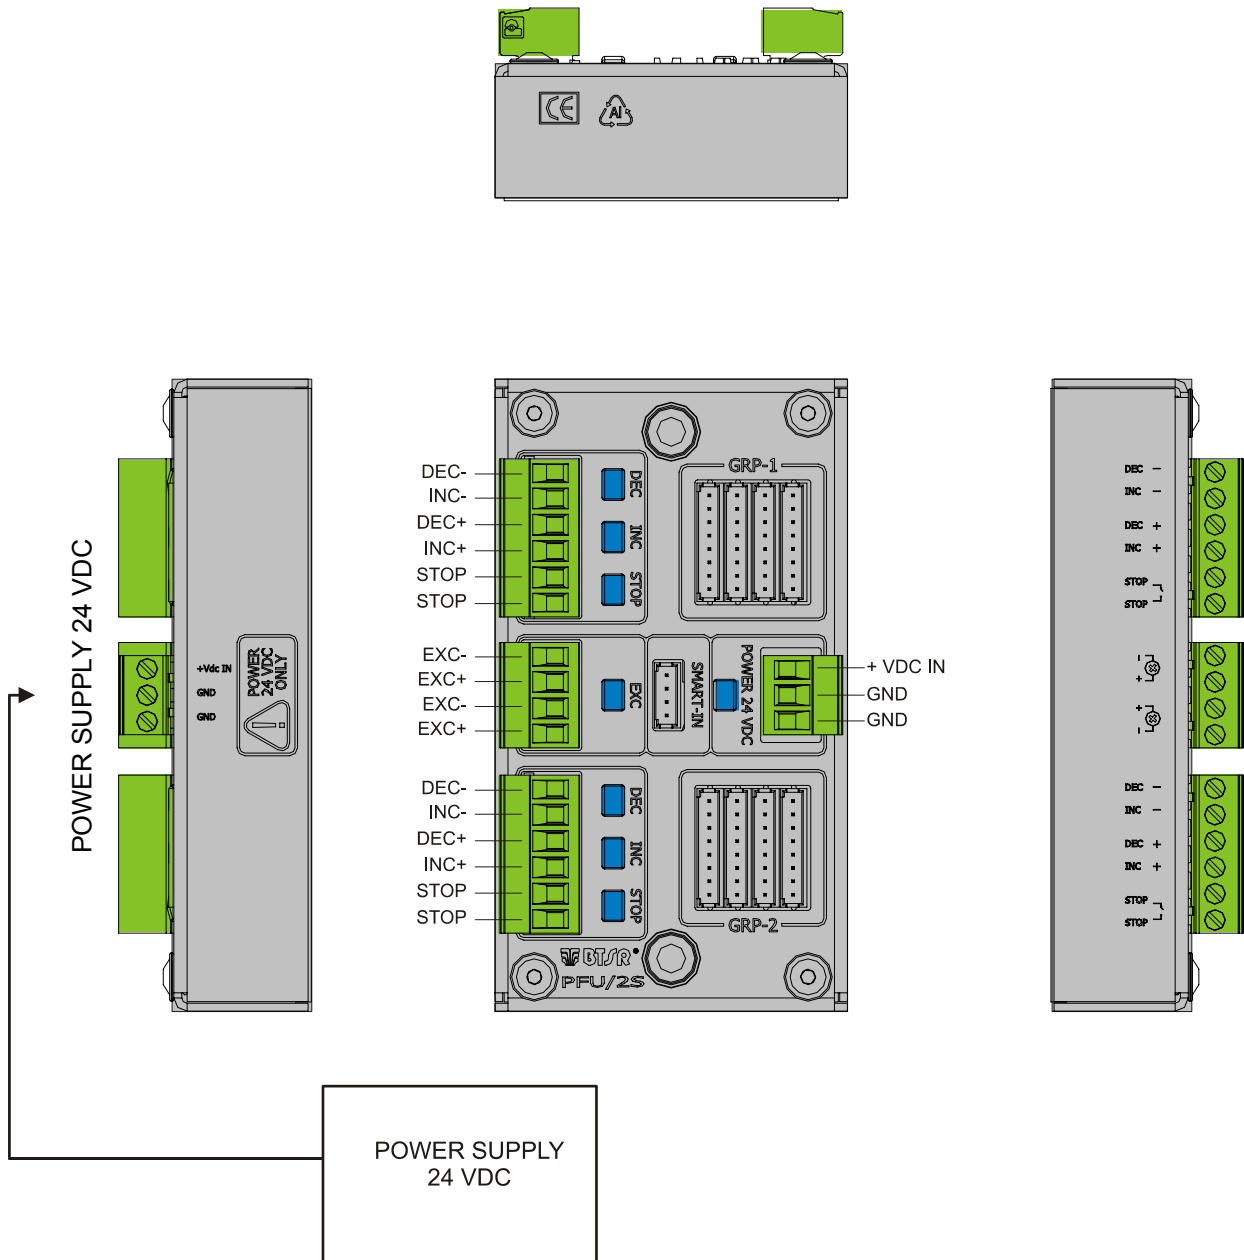 CE
Al
POWER SUPPLY 24 VDC
+Vdc IN
GND
GND
POWER
24 VDC
ONLY
DEC-
INC-
DEC+
INC+
STOP
STOP
EXC-
EXC+
EXC-
EXC+
DEC-
INC-
DEC+
INC+
STOP
STOP
DEC
INC
STOP
GRP-1
EXC
SMART-IN
POWER 24 VDC
+ VDC IN
GND
GND
DEC
INC
STOP
GRP-2
BTSR
PFU/2S
DEC -
INC -
DEC +
INC +
STOP
STOP
-
+
+
-
DEC -
INC -
DEC +
INC +
STOP
STOP
POWER SUPPLY
24 VDC